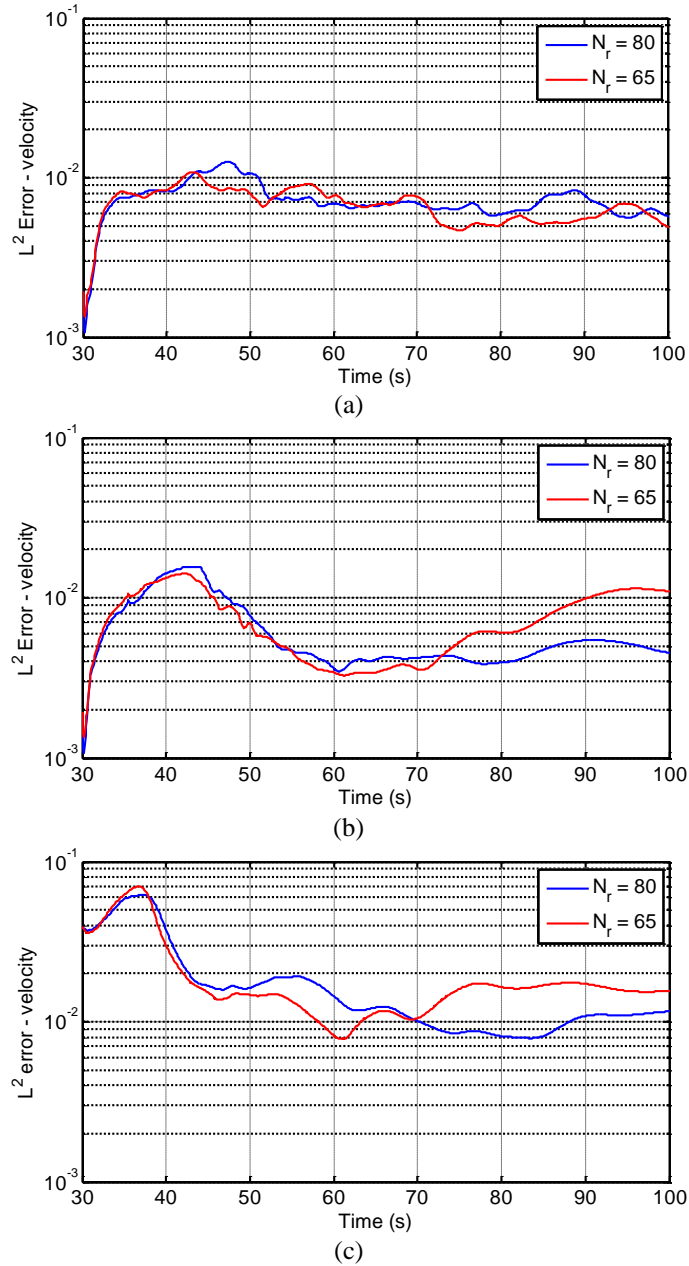 10^-1
10^-2
10^-3
L^2 Error - velocity
N_r = 80
N_r = 65
30 40 50 60 70 80 90 100
Time (s)
(a)
10^-1
10^-2
10^-3
L^2 Error - velocity
N_r = 80
N_r = 65
30 40 50 60 70 80 90 100
Time (s)
(b)
10^-1
10^-2
10^-3
L^2 error - velocity
N_r = 80
N_r = 65
30 40 50 60 70 80 90 100
Time (s)
(c)